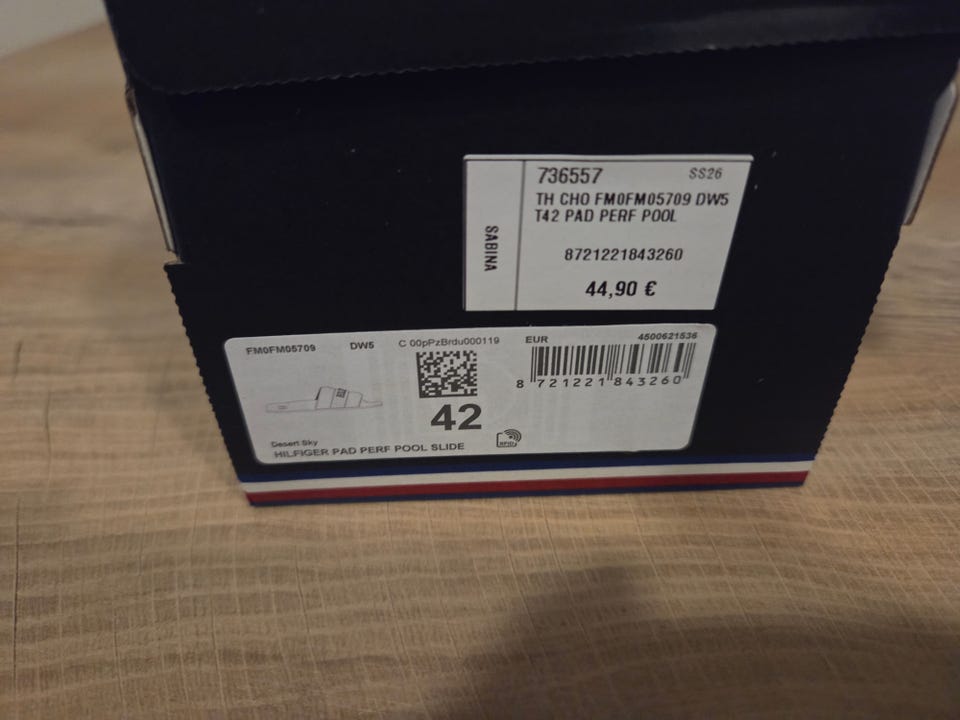 736557 SS26
TH CHO FM0FM05709 DW5
T42 PAD PERF POOL
SABINA
8721221843260
44,90 €
FM0FM05709 DW5 C 00pPzBrdu000119 EUR 4500621536
8 721221 843260
42
RFID
Desert Sky
HILFIGER PAD PERF POOL SLIDE